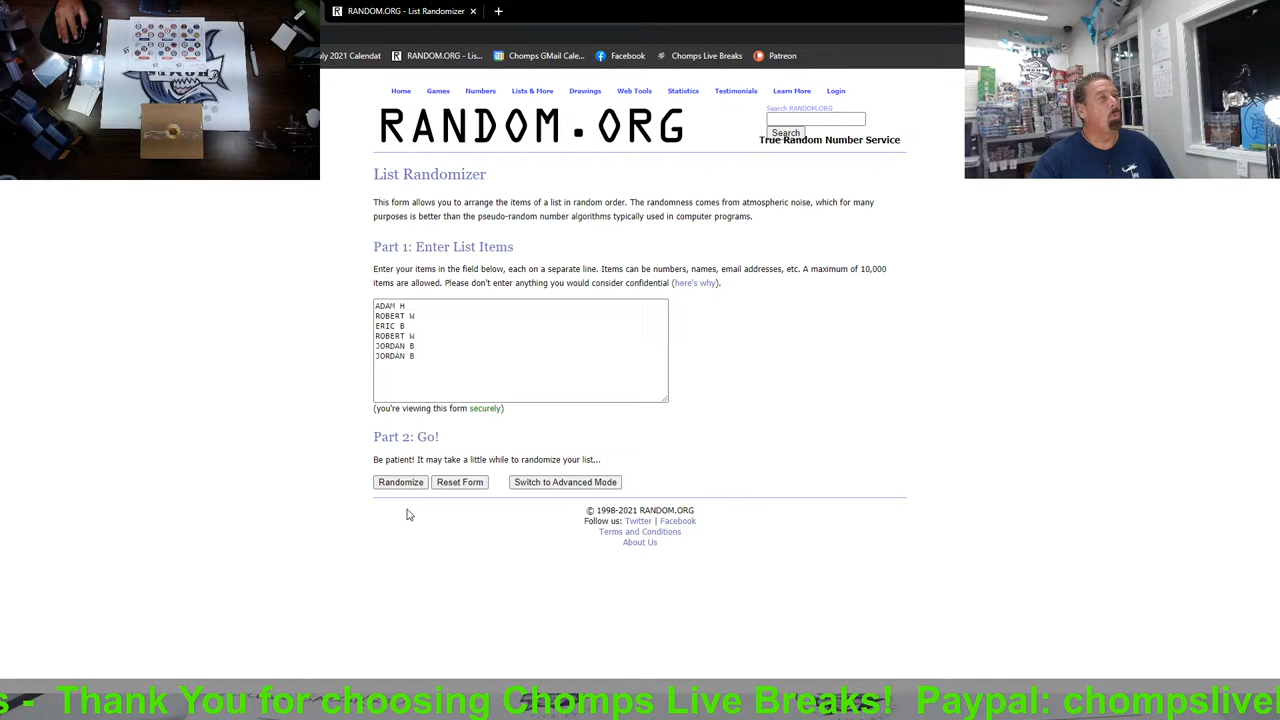 RANDOM.ORG - List Randomizer
ly 2021 Calendat
RANDOM.ORG - Lis...
Chomps GMail Cale...
Facebook
Chomps Live Breaks
Patreon
Home Games Numbers Lists & More Drawings Web Tools Statistics Testimonials Learn More Login
Search RANDOM.ORG
Search
RANDOM.ORG
True Random Number Service
List Randomizer
This form allows you to arrange the items of a list in random order. The randomness comes from atmospheric noise, which for many
purposes is better than the pseudo-random number algorithms typically used in computer programs.
Part 1: Enter List Items
Enter your items in the field below, each on a separate line. Items can be numbers, names, email addresses, etc. A maximum of 10,000
items are allowed. Please don't enter anything you would consider confidential (here's why).
ADAM H
ROBERT W
ERIC B
ROBERT W
JORDAN B
JORDAN B
(you're viewing this form securely)
Part 2: Go!
Be patient! It may take a little while to randomize your list...
Randomize Reset Form Switch to Advanced Mode
© 1998-2021 RANDOM.ORG
Follow us: Twitter | Facebook
Terms and Conditions
About Us
s - Thank You for choosing Chomps Live Breaks! Paypal: chompslivel